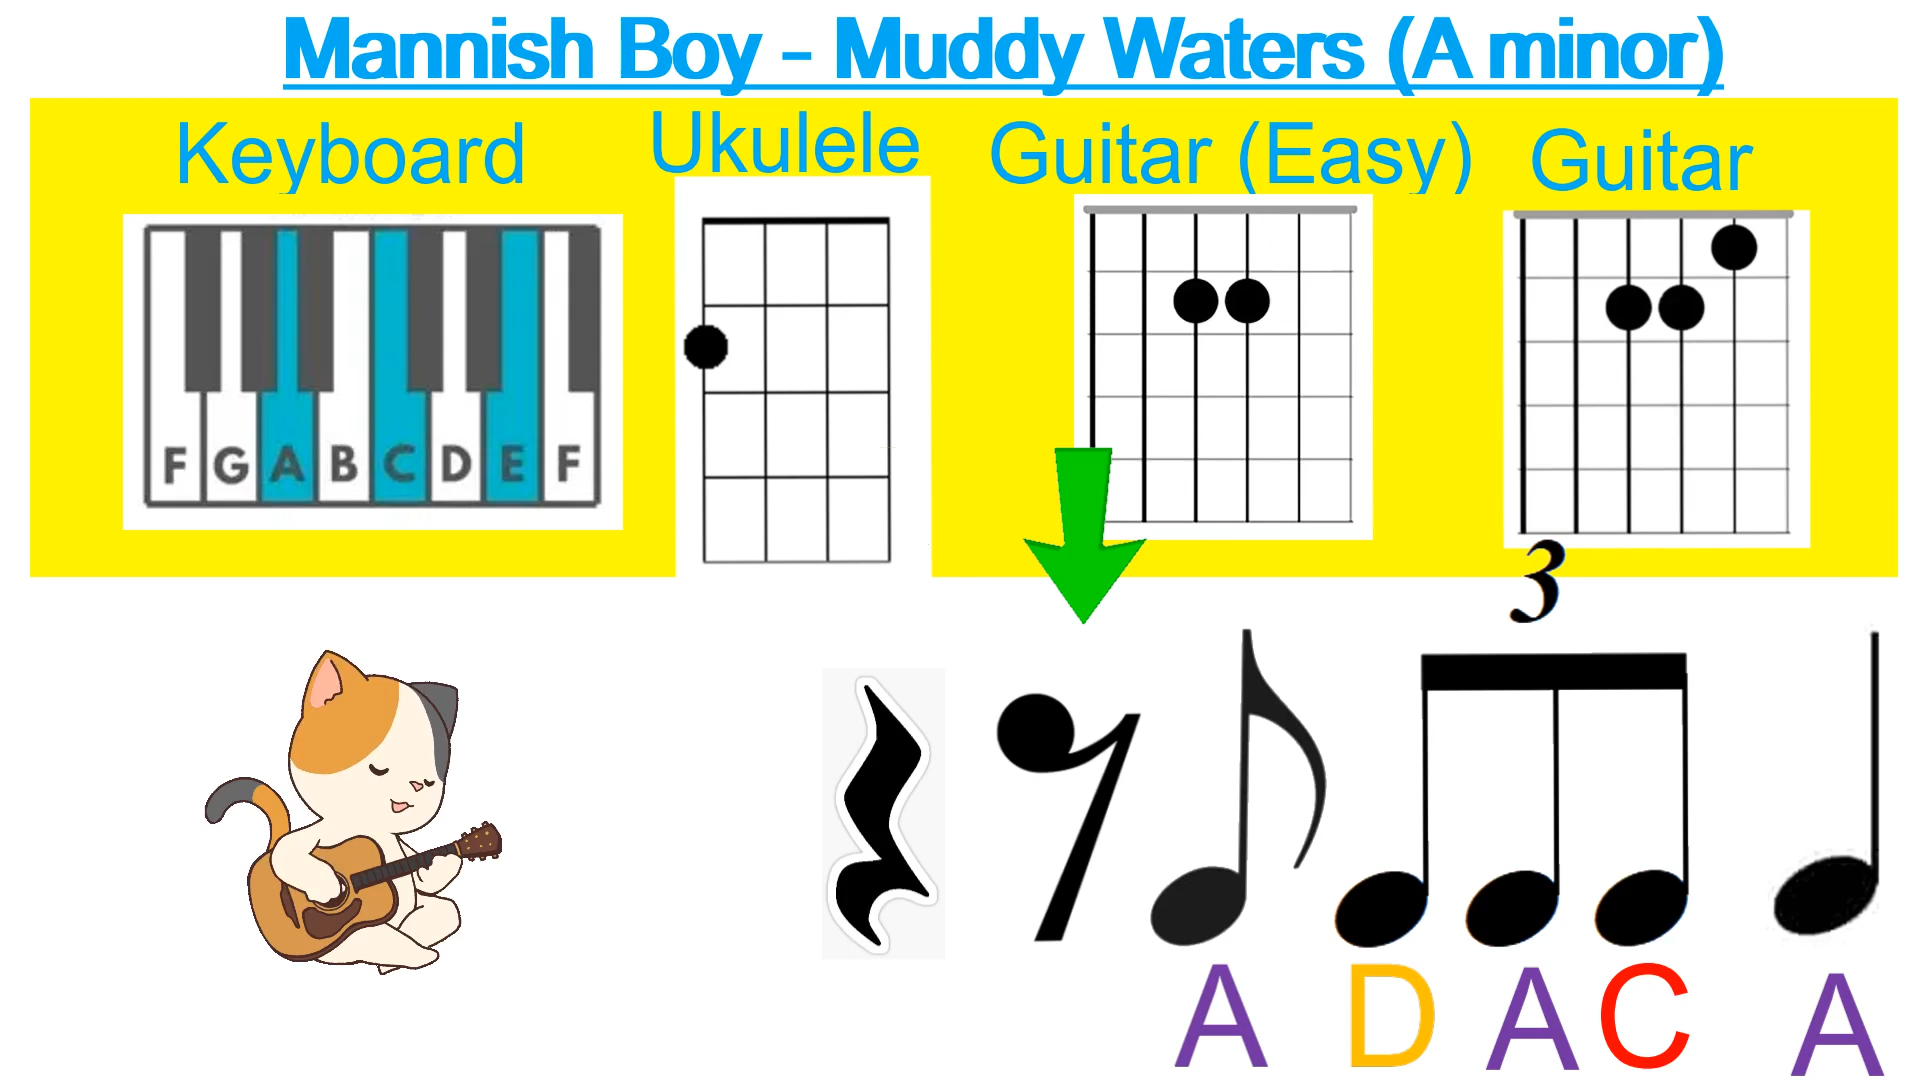 Mannish Boy - Muddy Waters (A minor)
Keyboard Ukulele Guitar (Easy) Guitar
F G A B C D E F
3
A D A C A